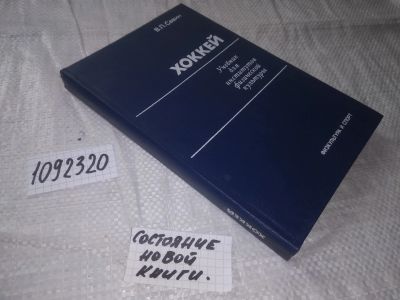 В.П. Савин
ХОККЕЙ
Учебник
для
институтов
физической
культуры
ФИЗКУЛЬТУРА И СПОРТ
ХОККЕЙ
1092320
СОСТОЯНИЕ
НОВОЙ
КНИГИ.